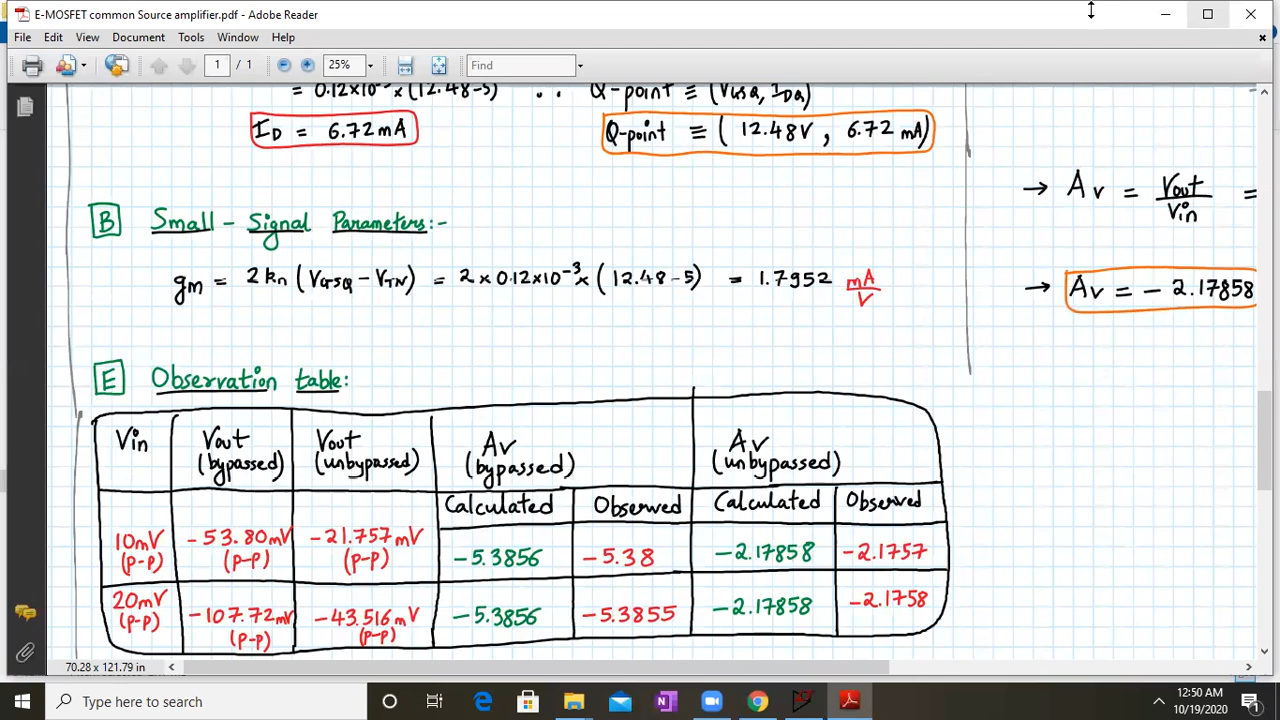 E-MOSFET common Source amplifier.pdf - Adobe Reader
File Edit View Document Tools Window Help
1 / 1 25% Find
= 0.12×10⁻³×(12.48-5) ∴ Q-point ≡ (VGSQ, IDQ)
ID = 6.72mA
Q-point ≡ ( 12.48V , 6.72 mA)
→ Av = Vout/Vin =
B Small - Signal Parameters:-
gm = 2kn (VGSQ - VTN) = 2×0.12×10⁻³×(12.48-5) = 1.7952 mA/V
→ Av = - 2.17858
E Observation table:
Vin Vout (bypassed) Vout (unbypassed) Av (bypassed) Av (unbypassed)
Calculated Observed Calculated Observed
10mV (p-p) -53.80mV (p-p) -21.757mV (p-p) -5.3856 -5.38 -2.17858 -2.1757
20mV (p-p) -107.72mV (p-p) -43.516mV (p-p) -5.3856 -5.3855 -2.17858 -2.1758
70.28 x 121.79 in
Type here to search
12:50 AM
10/19/2020
1